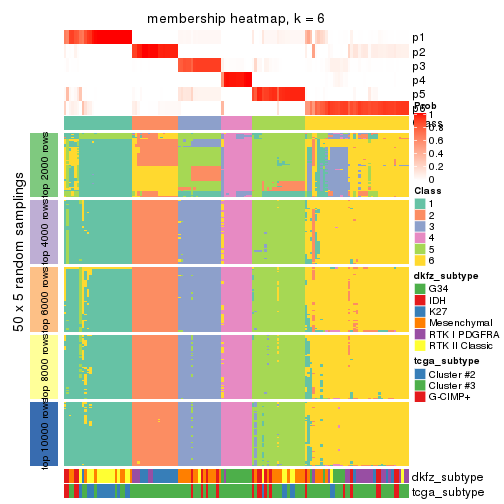 membership heatmap, k = 6
p1
p2
p3
p4
p5
p6
Class
50 x 5 random samplings
top 2000 rows
top 4000 rows
top 6000 rows
top 8000 rows
top 10000 rows
Prob
1
0.8
0.6
0.4
0.2
0
Class
1
2
3
4
5
6
dkfz_subtype
G34
IDH
K27
Mesenchymal
RTK I PDGFRA
RTK II Classic
tcga_subtype
Cluster #2
Cluster #3
G-CIMP+
dkfz_subtype
tcga_subtype